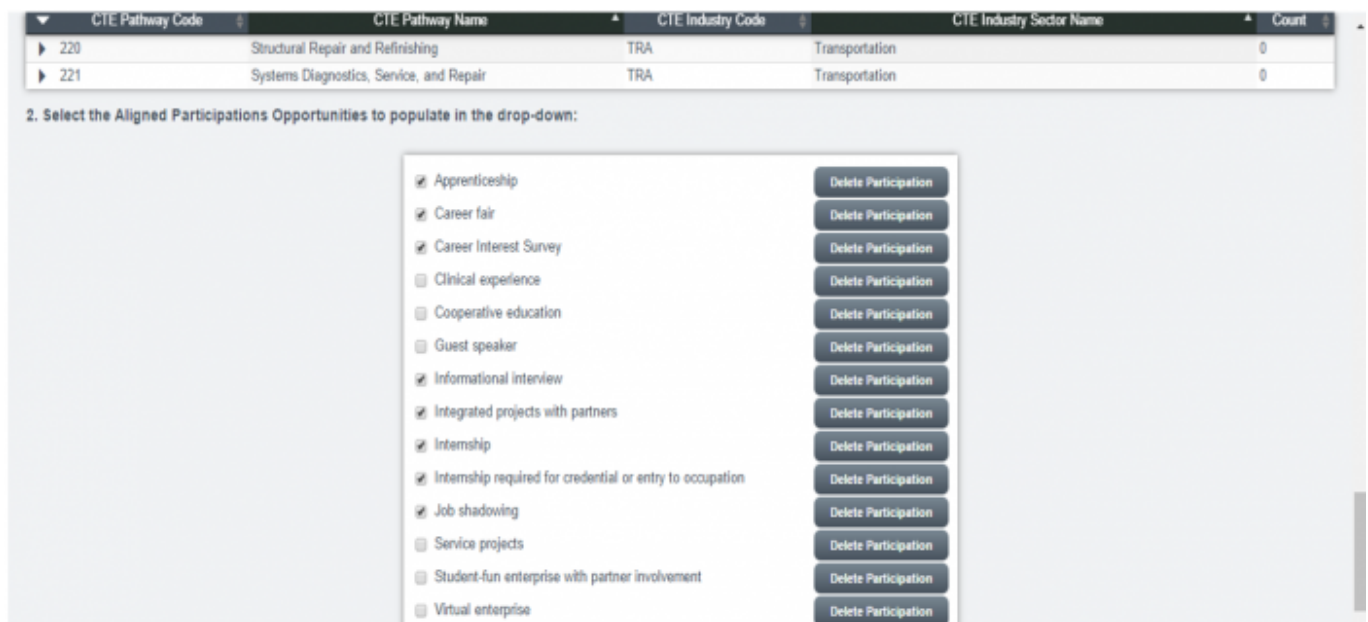 CTE Pathway Code CTE Pathway Name CTE Industry Code CTE Industry Sector Name Count
220 Structural Repair and Refinishing TRA Transportation 0
221 Systems Diagnostics, Service, and Repair TRA Transportation 0
2. Select the Aligned Participations Opportunities to populate in the drop-down:
Apprenticeship Delete Participation
Career fair Delete Participation
Career Interest Survey Delete Participation
Clinical experience Delete Participation
Cooperative education Delete Participation
Guest speaker Delete Participation
Informational interview Delete Participation
Integrated projects with partners Delete Participation
Internship Delete Participation
Internship required for credential or entry to occupation Delete Participation
Job shadowing Delete Participation
Service projects Delete Participation
Student-fun enterprise with partner involvement Delete Participation
Virtual enterprise Delete Participation